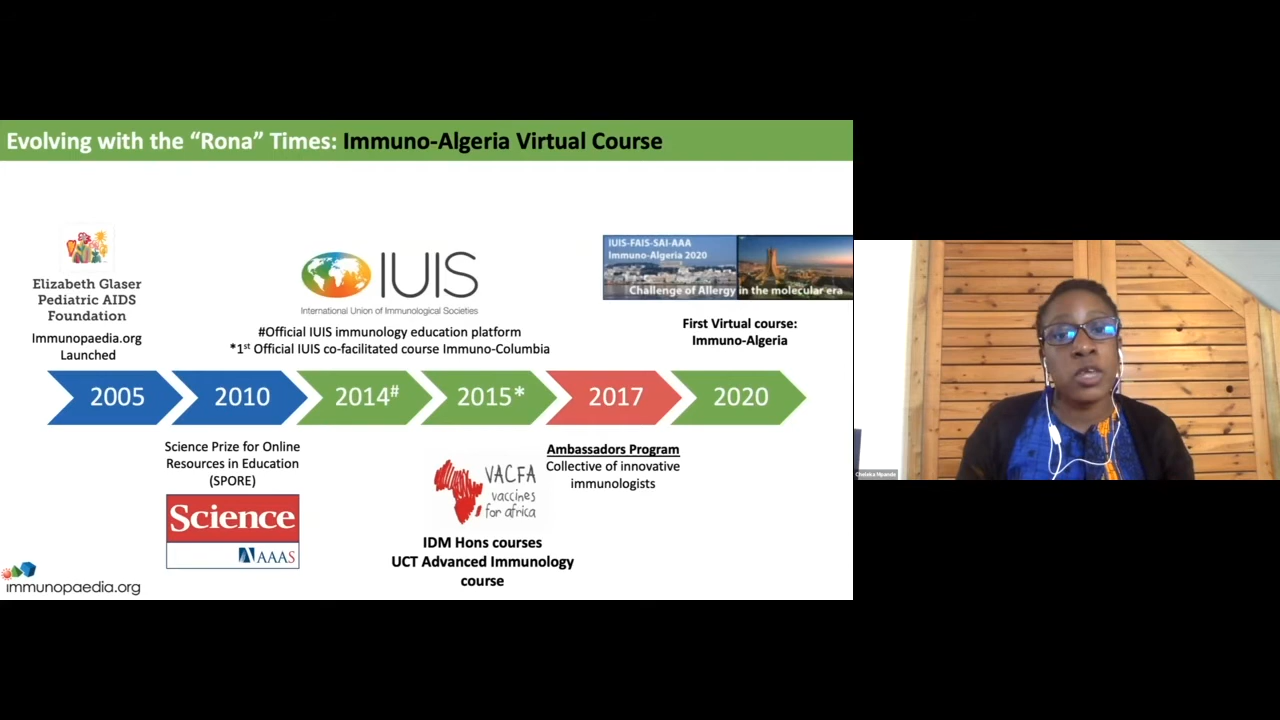 Evolving with the “Rona” Times: Immuno-Algeria Virtual Course
Elizabeth Glaser
Pediatric AIDS
Foundation
Immunopaedia.org
Launched
IUIS
International Union of Immunological Societies
#Official IUIS immunology education platform
*1st Official IUIS co-facilitated course Immuno-Columbia
IUIS-FAIS-SAI-AAA
Immuno-Algeria 2020
Challenge of Allergy in the molecular era
First Virtual course:
Immuno-Algeria
2005
2010
2014#
2015*
2017
2020
Science Prize for Online
Resources in Education
(SPORE)
Science
AAAS
VACFA
vaccines
for africa
IDM Hons courses
UCT Advanced Immunology
course
Ambassadors Program
Collective of innovative
immunologists
immunopaedia.org
Cheleka Mpande